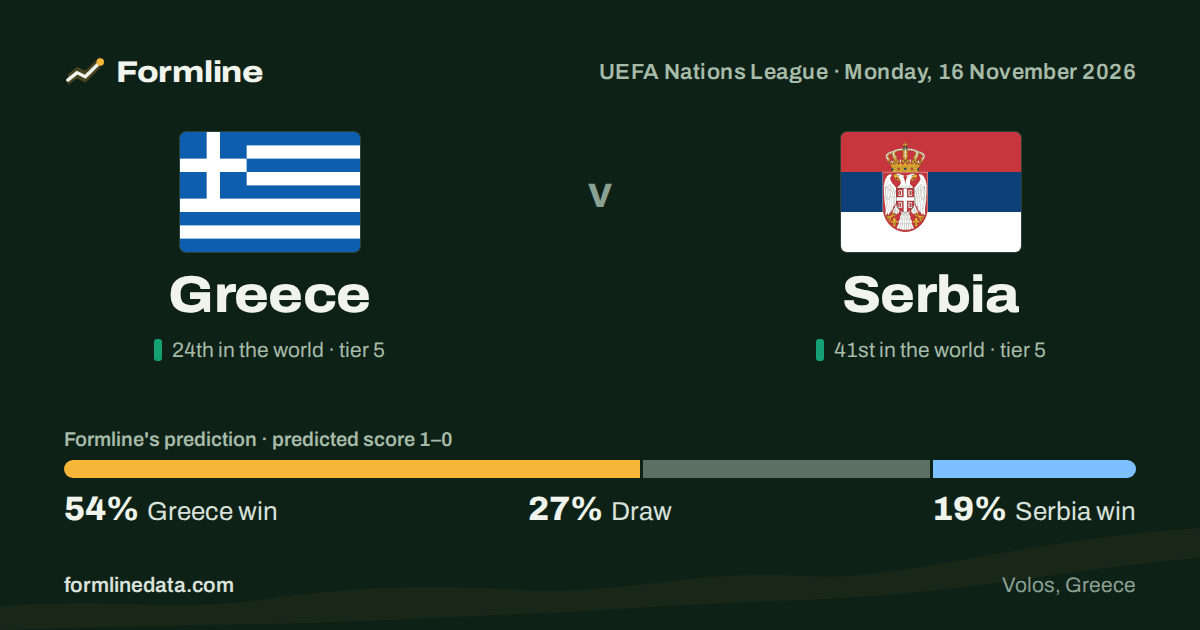 Formline
UEFA Nations League · Monday, 16 November 2026
v
Greece
Serbia
24th in the world · tier 5
41st in the world · tier 5
Formline's prediction · predicted score 1–0
54% Greece win
27% Draw
19% Serbia win
formlinedata.com
Volos, Greece